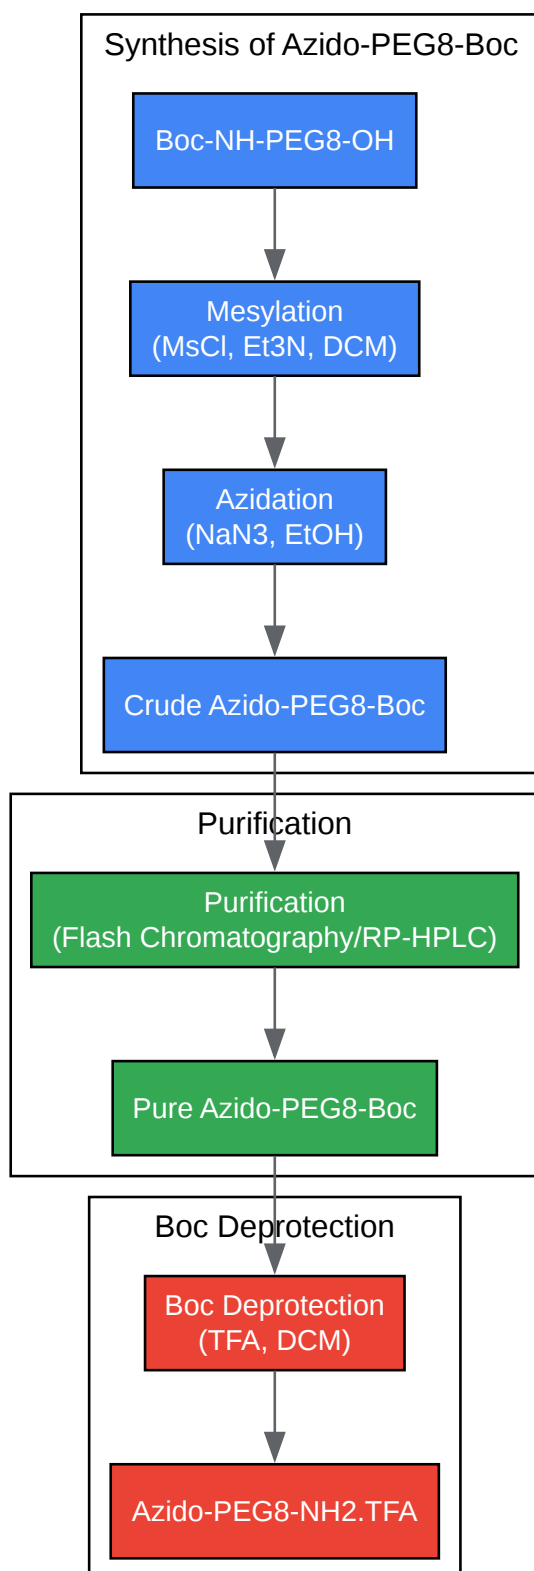 Synthesis of Azido-PEG8-Boc
Boc-NH-PEG8-OH
Mesylation
(MsCl, Et3N, DCM)
Azidation
(NaN3, EtOH)
Crude Azido-PEG8-Boc
Purification
Purification
(Flash Chromatography/RP-HPLC)
Pure Azido-PEG8-Boc
Boc Deprotection
Boc Deprotection
(TFA, DCM)
Azido-PEG8-NH2.TFA